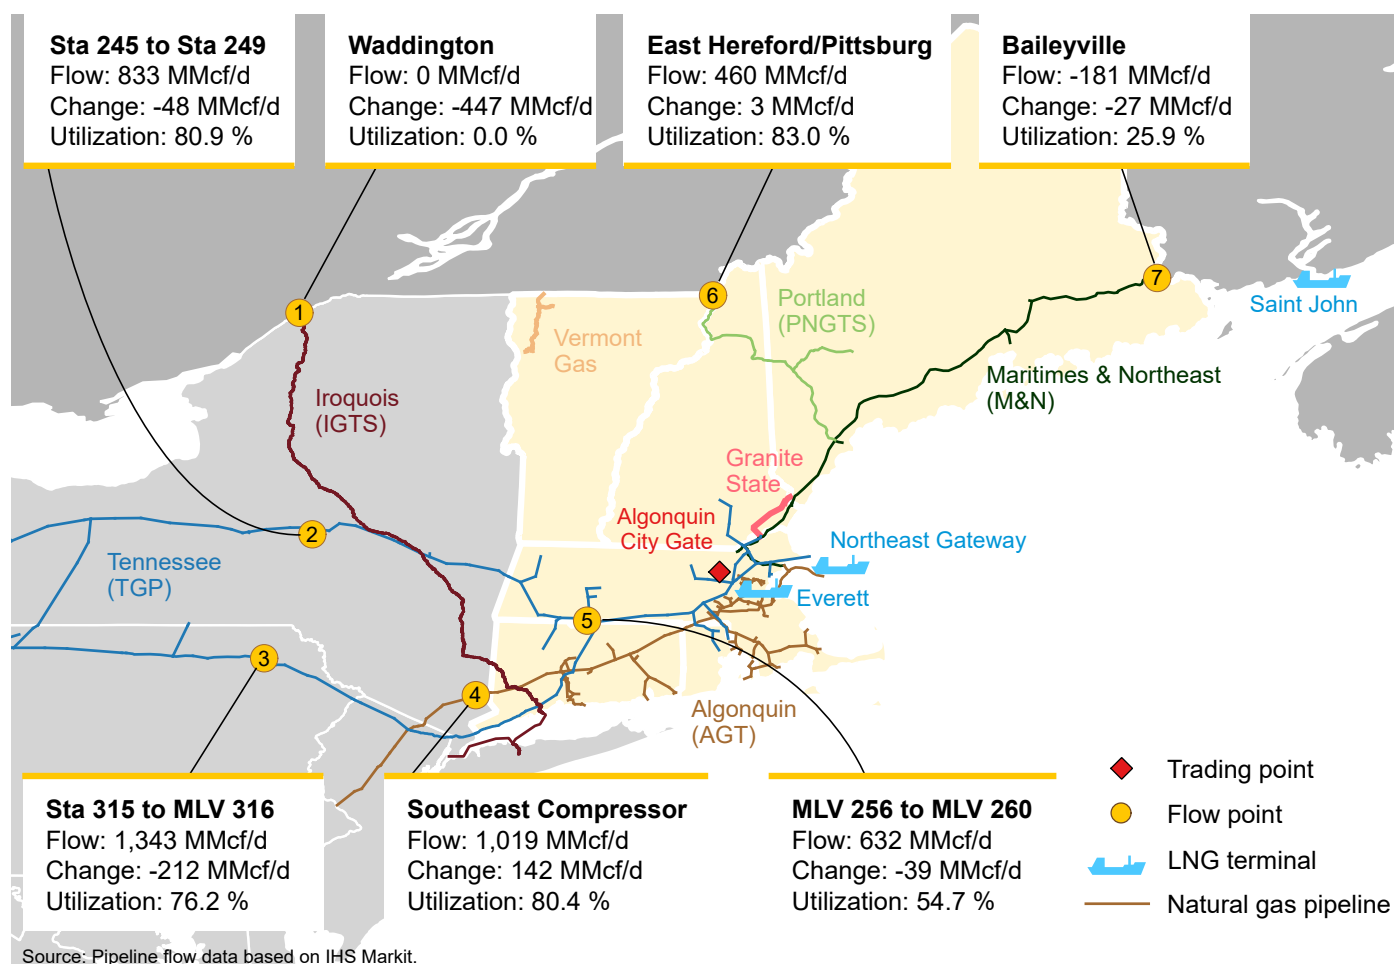 Sta 245 to Sta 249
Flow: 833 MMcf/d
Change: -48 MMcf/d
Utilization: 80.9 %
Waddington
Flow: 0 MMcf/d
Change: -447 MMcf/d
Utilization: 0.0 %
East Hereford/Pittsburg
Flow: 460 MMcf/d
Change: 3 MMcf/d
Utilization: 83.0 %
Baileyville
Flow: -181 MMcf/d
Change: -27 MMcf/d
Utilization: 25.9 %
1
6
7
Saint John
Portland
(PNGTS)
Vermont
Gas
Maritimes & Northeast
(M&N)
Iroquois
(IGTS)
Granite
State
Algonquin
City Gate
2
Northeast Gateway
Tennessee
(TGP)
Everett
5
3
4
Algonquin
(AGT)
Sta 315 to MLV 316
Flow: 1,343 MMcf/d
Change: -212 MMcf/d
Utilization: 76.2 %
Southeast Compressor
Flow: 1,019 MMcf/d
Change: 142 MMcf/d
Utilization: 80.4 %
MLV 256 to MLV 260
Flow: 632 MMcf/d
Change: -39 MMcf/d
Utilization: 54.7 %
Trading point
Flow point
LNG terminal
Natural gas pipeline
Source: Pipeline flow data based on IHS Markit.